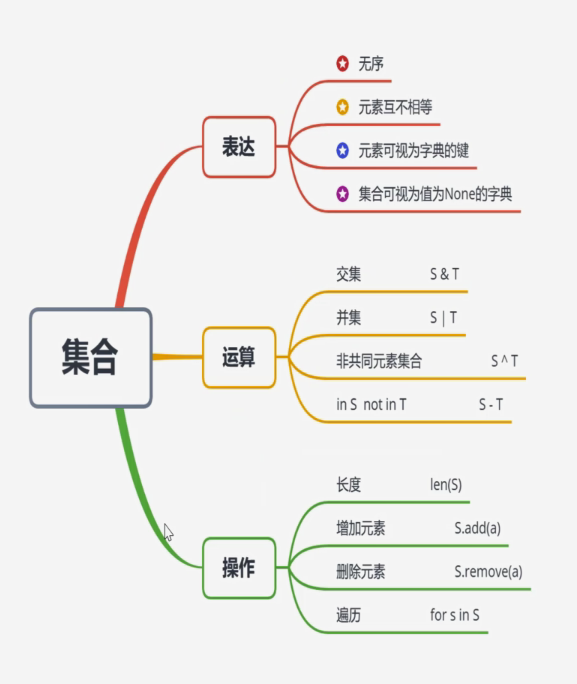 集合
表达
无序
元素互不相等
元素可视为字典的键
集合可视为值为None的字典
运算
交集 S & T
并集 S | T
非共同元素集合 S ^ T
in S not in T S - T
操作
长度 len(S)
增加元素 S.add(a)
删除元素 S.remove(a)
遍历 for s in S